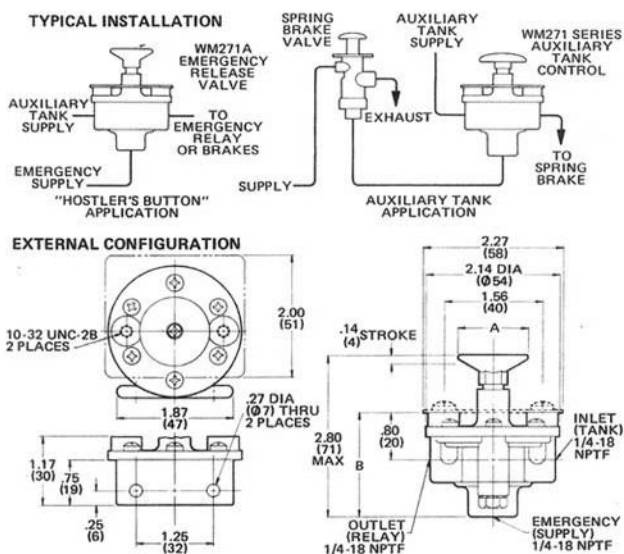 TYPICAL INSTALLATION
WM271A
EMERGENCY
RELEASE
VALVE
AUXILIARY
TANK
SUPPLY
TO
EMERGENCY
RELAY
OR BRAKES
EMERGENCY
SUPPLY
"HOSTLER'S BUTTON"
APPLICATION
SPRING
BRAKE
VALVE
AUXILIARY
TANK
SUPPLY
WM271 SERIES
AUXILIARY
TANK
CONTROL
EXHAUST
SUPPLY
TO
SPRING
BRAKE
AUXILIARY TANK
APPLICATION
EXTERNAL CONFIGURATION
10-32 UNC-2B
2 PLACES
2.00
(51)
1.87
(47)
.27 DIA
(Ø7) THRU
2 PLACES
1.17
(30)
.75
(19)
.25
(6)
1.25
(32)
2.27
(58)
2.14 DIA
(Ø54)
1.56
(40)
A
.14
(4)
STROKE
2.80
(71)
MAX
B
.80
(20)
INLET
(TANK)
1/4-18
NPTF
OUTLET
(RELAY)
1/4-18 NPTF
EMERGENCY
(SUPPLY)
1/4-18 NPTF